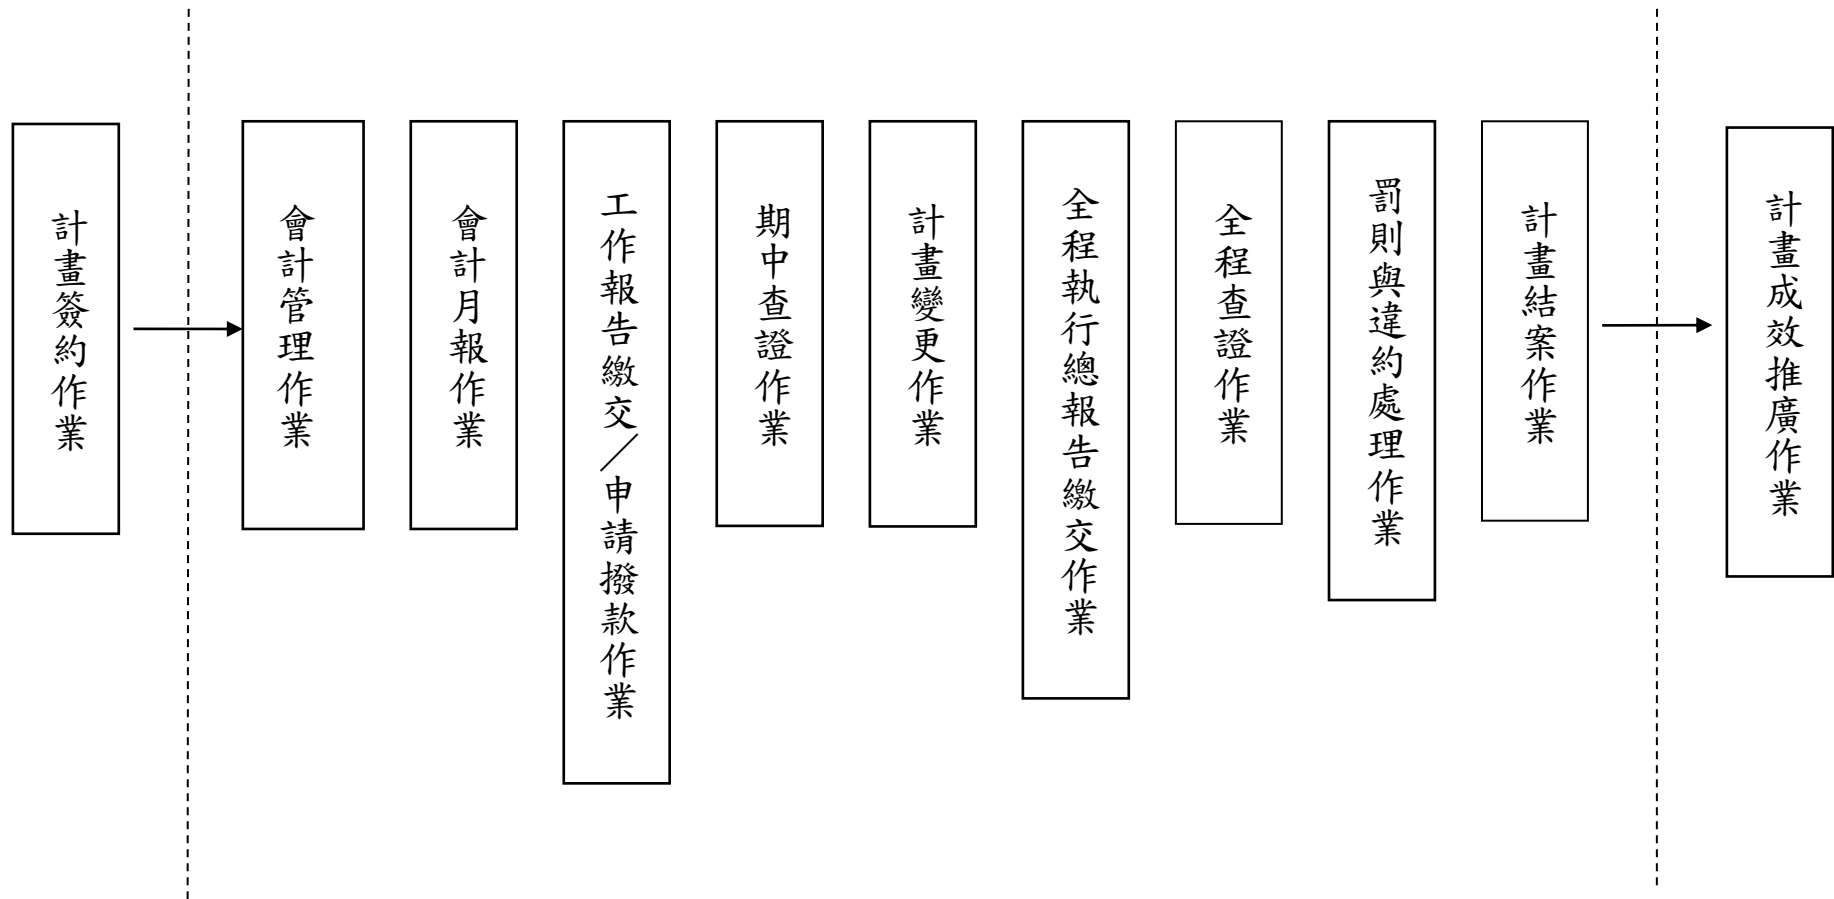 計畫簽約作業
會計管理作業
會計月報作業
工作報告繳交／申請撥款作業
期中查證作業
計畫變更作業
全程執行總報告繳交作業
全程查證作業
罰則與違約處理作業
計畫結案作業
計畫成效推廣作業